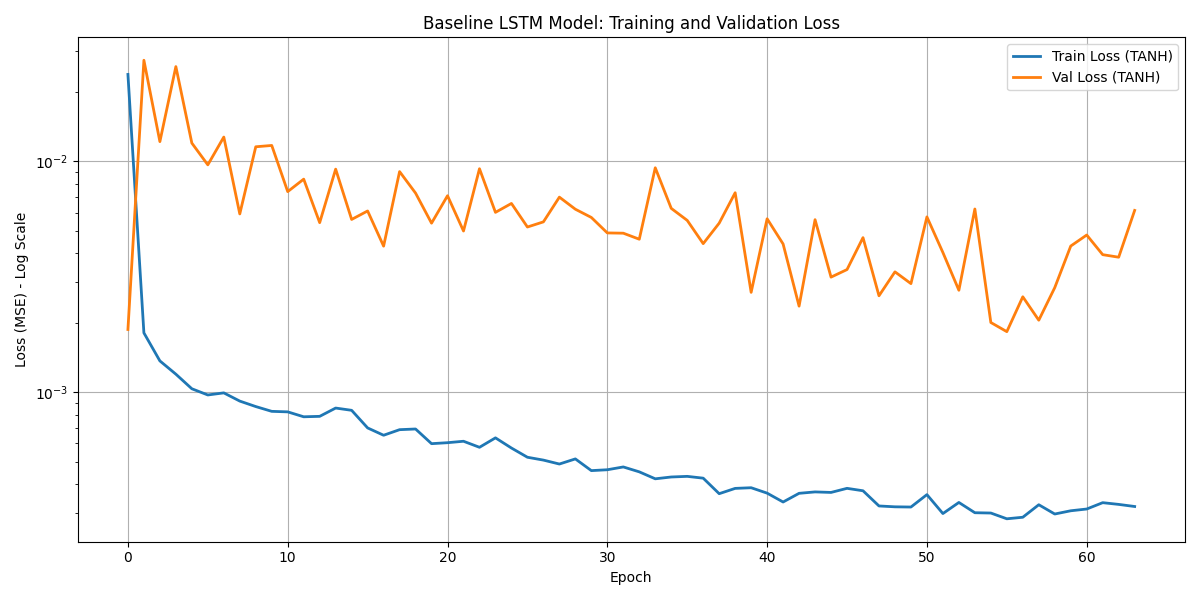 Baseline LSTM Model: Training and Validation Loss
Train Loss (TANH)
Val Loss (TANH)
Loss (MSE) - Log Scale
10⁻²
10⁻³
0 10 20 30 40 50 60
Epoch